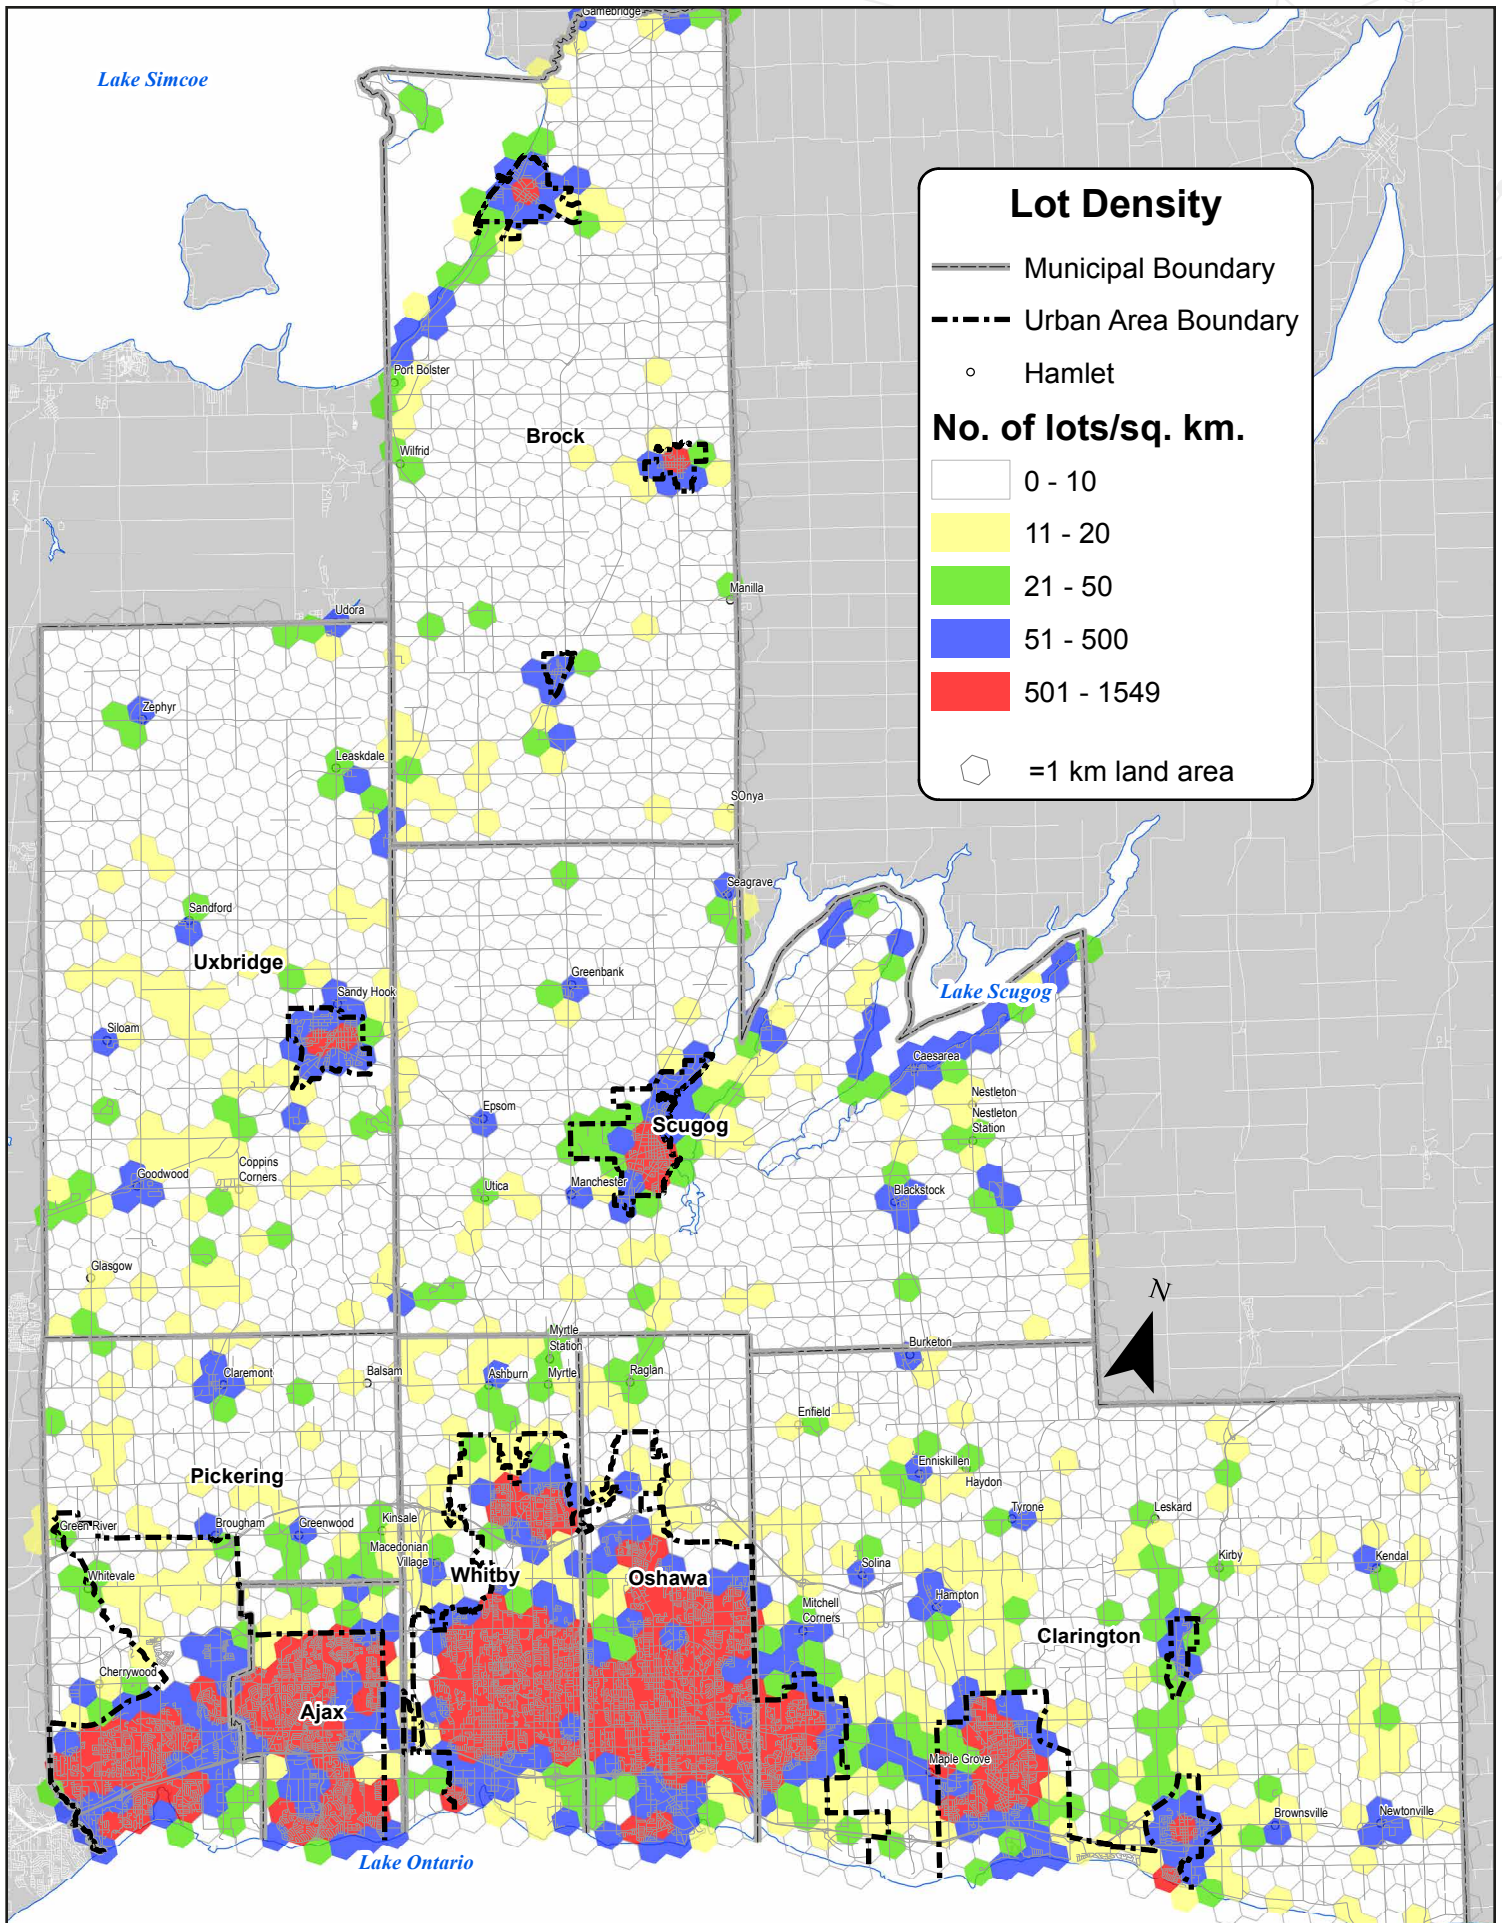 Gamebridge
Lake Simcoe
Lot Density
Municipal Boundary
Urban Area Boundary
Hamlet
No. of lots/sq. km.
0 - 10
11 - 20
21 - 50
51 - 500
501 - 1549
=1 km land area
Port Bolster
Brock
Wilfrid
Manilla
Udora
Zephyr
Leaskdale
SOnya
Seagrave
Sandford
Uxbridge
Greenbank
Sandy Hook
Lake Scugog
Siloam
Caesarea
Nestleton
Epsom
Nestleton
Station
Scugog
Coppins
Corners
Goodwood
Utica
Manchester
Blackstock
Glasgow
N
Myrtle
Station
Burketon
Claremont
Balsam
Ashburn
Myrtle
Raglan
Enfield
Enniskillen
Haydon
Pickering
Tyrone
Leskard
Green River
Brougham
Greenwood
Kinsale
Macedonian
Village
Whitby
Oshawa
Solina
Kirby
Kendal
Whitevale
Hampton
Mitchell
Corners
Clarington
Cherrywood
Ajax
Maple Grove
Brownsville
Newtonville
Lake Ontario